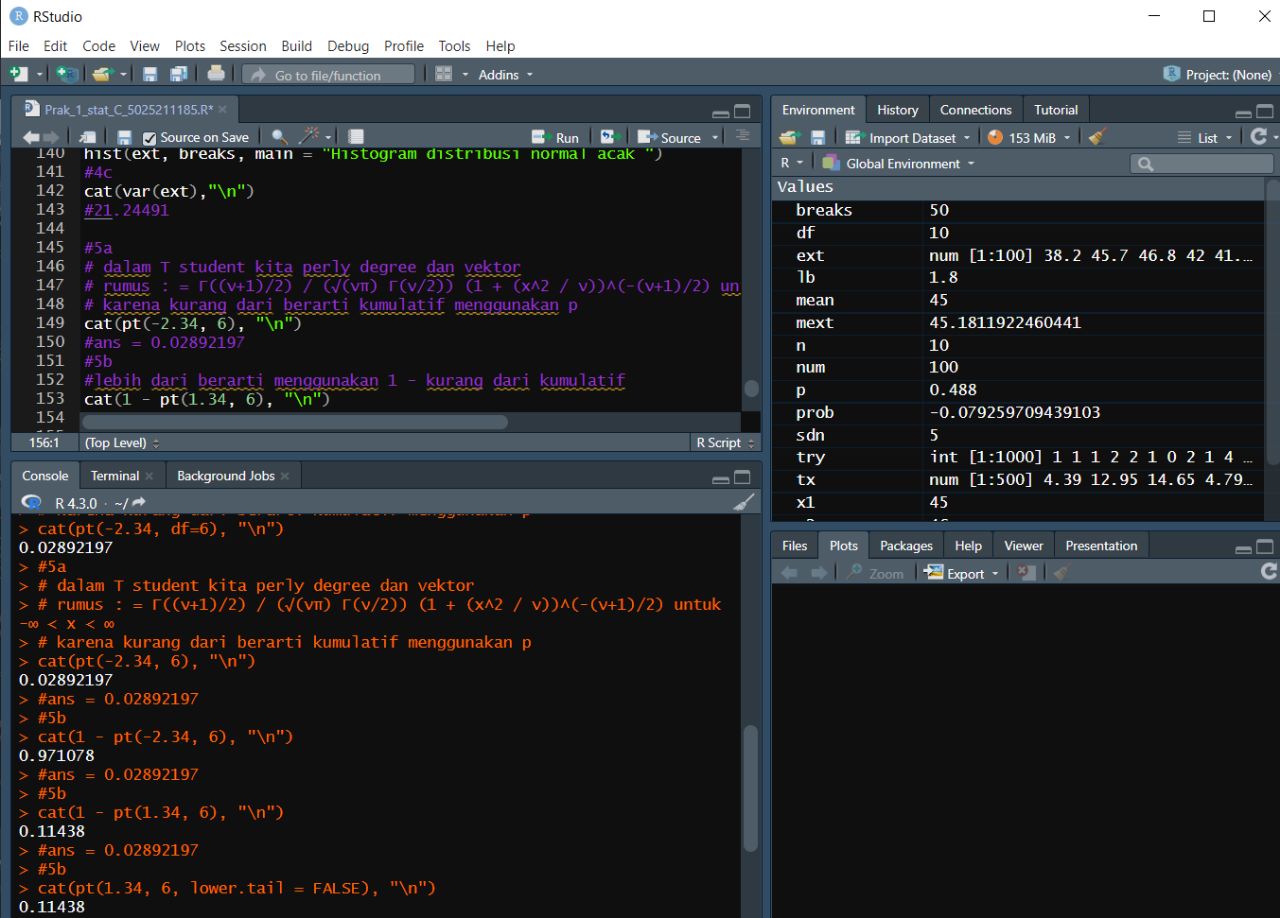 RStudio
File Edit Code View Plots Session Build Debug Profile Tools Help
Go to file/function Addins Project: (None)
Prak_1_stat_C_5025211185.R*
Source on Save Run Source
140 hist(ext, breaks, main = "Histogram distribusi normal acak ")
141 #4c
142 cat(var(ext),"\n")
143 #21.24491
144
145 #5a
146 # dalam T student kita perly degree dan vektor
147 # rumus : = Γ((v+1)/2) / (√(vπ) Γ(v/2)) (1 + (x^2 / v))^(-(v+1)/2) un
148 # karena kurang dari berarti kumulatif menggunakan p
149 cat(pt(-2.34, 6), "\n")
150 #ans = 0.02892197
151 #5b
152 #lebih dari berarti menggunakan 1 - kurang dari kumulatif
153 cat(1 - pt(1.34, 6), "\n")
154
156:1 (Top Level) R Script
Console Terminal Background Jobs
R 4.3.0 · ~/
> # karena kurang dari berarti kumulatif menggunakan p
> cat(pt(-2.34, df=6), "\n")
0.02892197
> #5a
> # dalam T student kita perly degree dan vektor
> # rumus : = Γ((v+1)/2) / (√(vπ) Γ(v/2)) (1 + (x^2 / v))^(-(v+1)/2) untuk
-∞ < x < ∞
> # karena kurang dari berarti kumulatif menggunakan p
> cat(pt(-2.34, 6), "\n")
0.02892197
> #ans = 0.02892197
> #5b
> cat(1 - pt(-2.34, 6), "\n")
0.971078
> #ans = 0.02892197
> #5b
> cat(1 - pt(1.34, 6), "\n")
0.11438
> #ans = 0.02892197
> #5b
> cat(pt(1.34, 6, lower.tail = FALSE), "\n")
0.11438
Environment History Connections Tutorial
Import Dataset 153 MiB List
R Global Environment
Values
breaks 50
df 10
ext num [1:100] 38.2 45.7 46.8 42 41....
lb 1.8
mean 45
mext 45.1811922460441
n 10
num 100
p 0.488
prob -0.079259709439103
sdn 5
try int [1:1000] 1 1 1 2 2 1 0 2 1 4 ...
tx num [1:500] 4.39 12.95 14.65 4.79...
x1 45
Files Plots Packages Help Viewer Presentation
Zoom Export